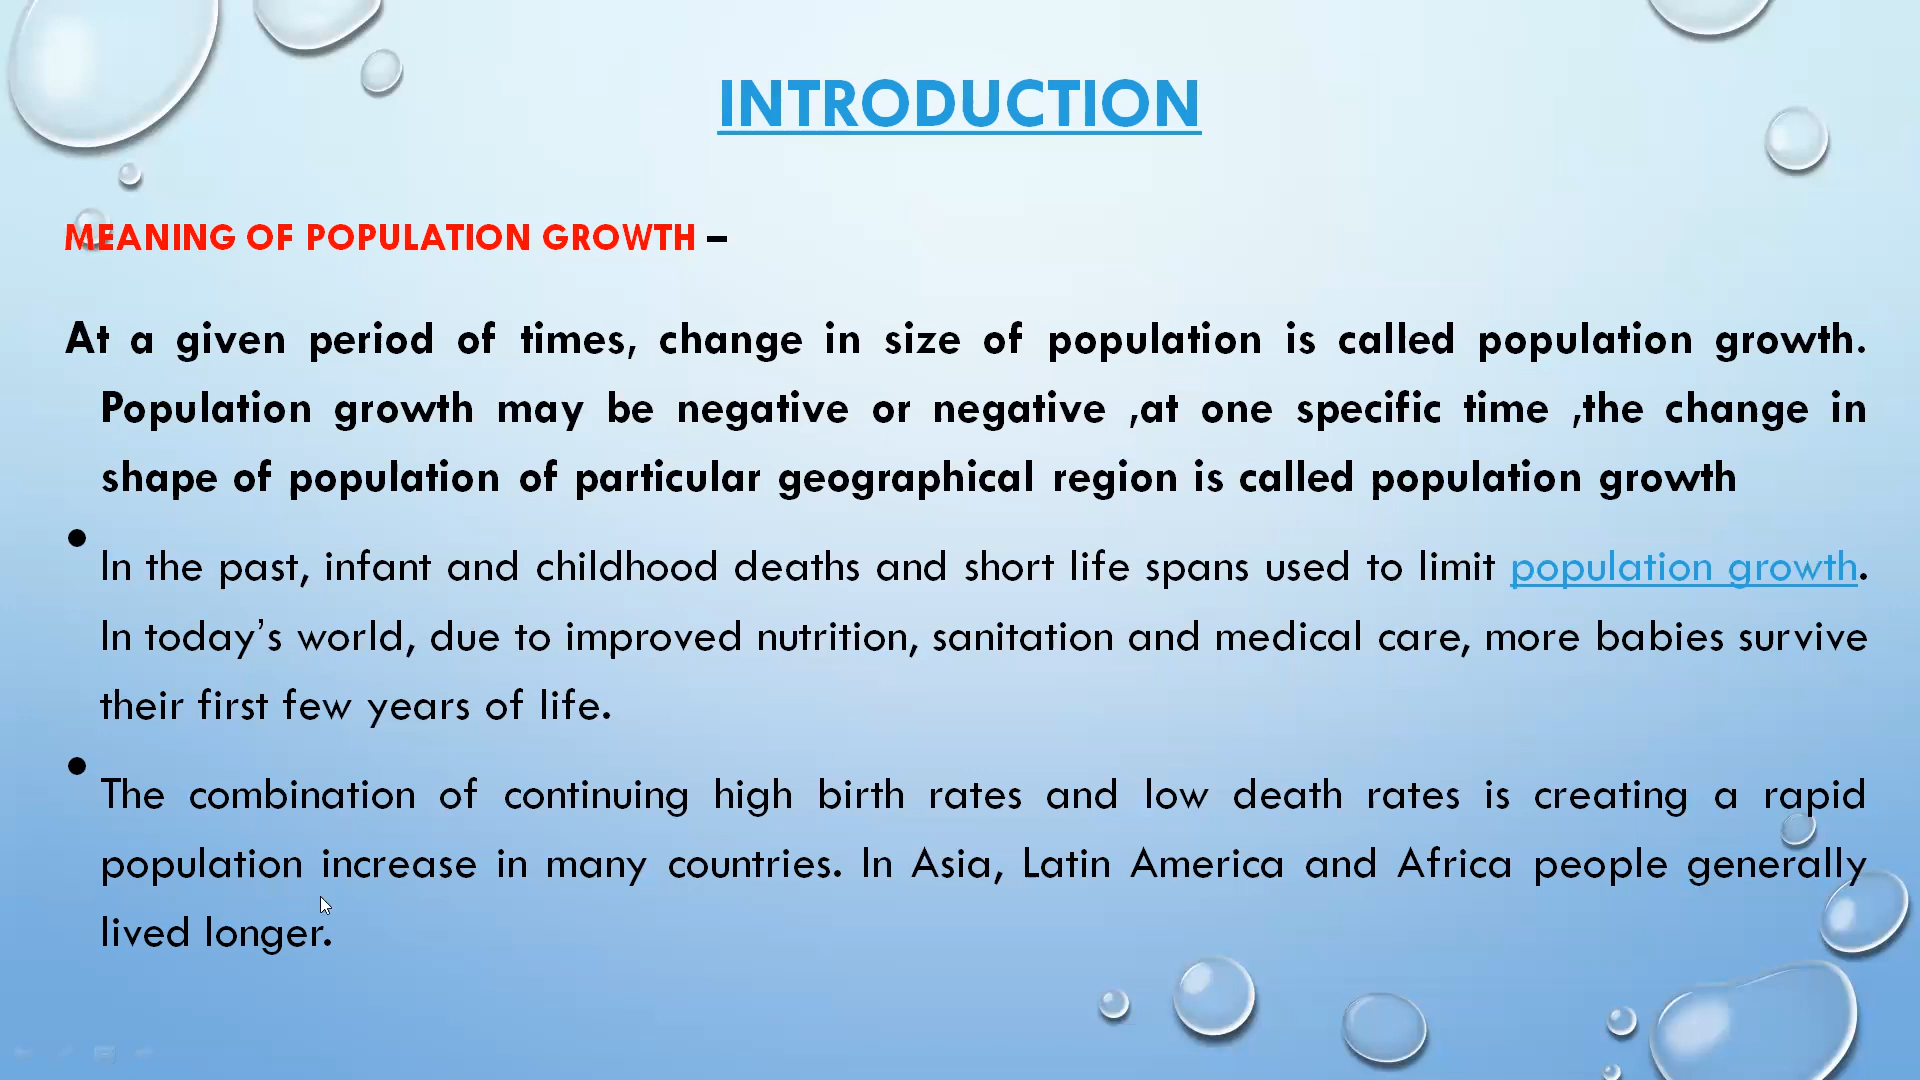 INTRODUCTION
MEANING OF POPULATION GROWTH –
At a given period of times, change in size of population is called population growth.
Population growth may be negative or negative ,at one specific time ,the change in
shape of population of particular geographical region is called population growth
• In the past, infant and childhood deaths and short life spans used to limit population growth.
In today’s world, due to improved nutrition, sanitation and medical care, more babies survive
their first few years of life.
• The combination of continuing high birth rates and low death rates is creating a rapid
population increase in many countries. In Asia, Latin America and Africa people generally
lived longer.